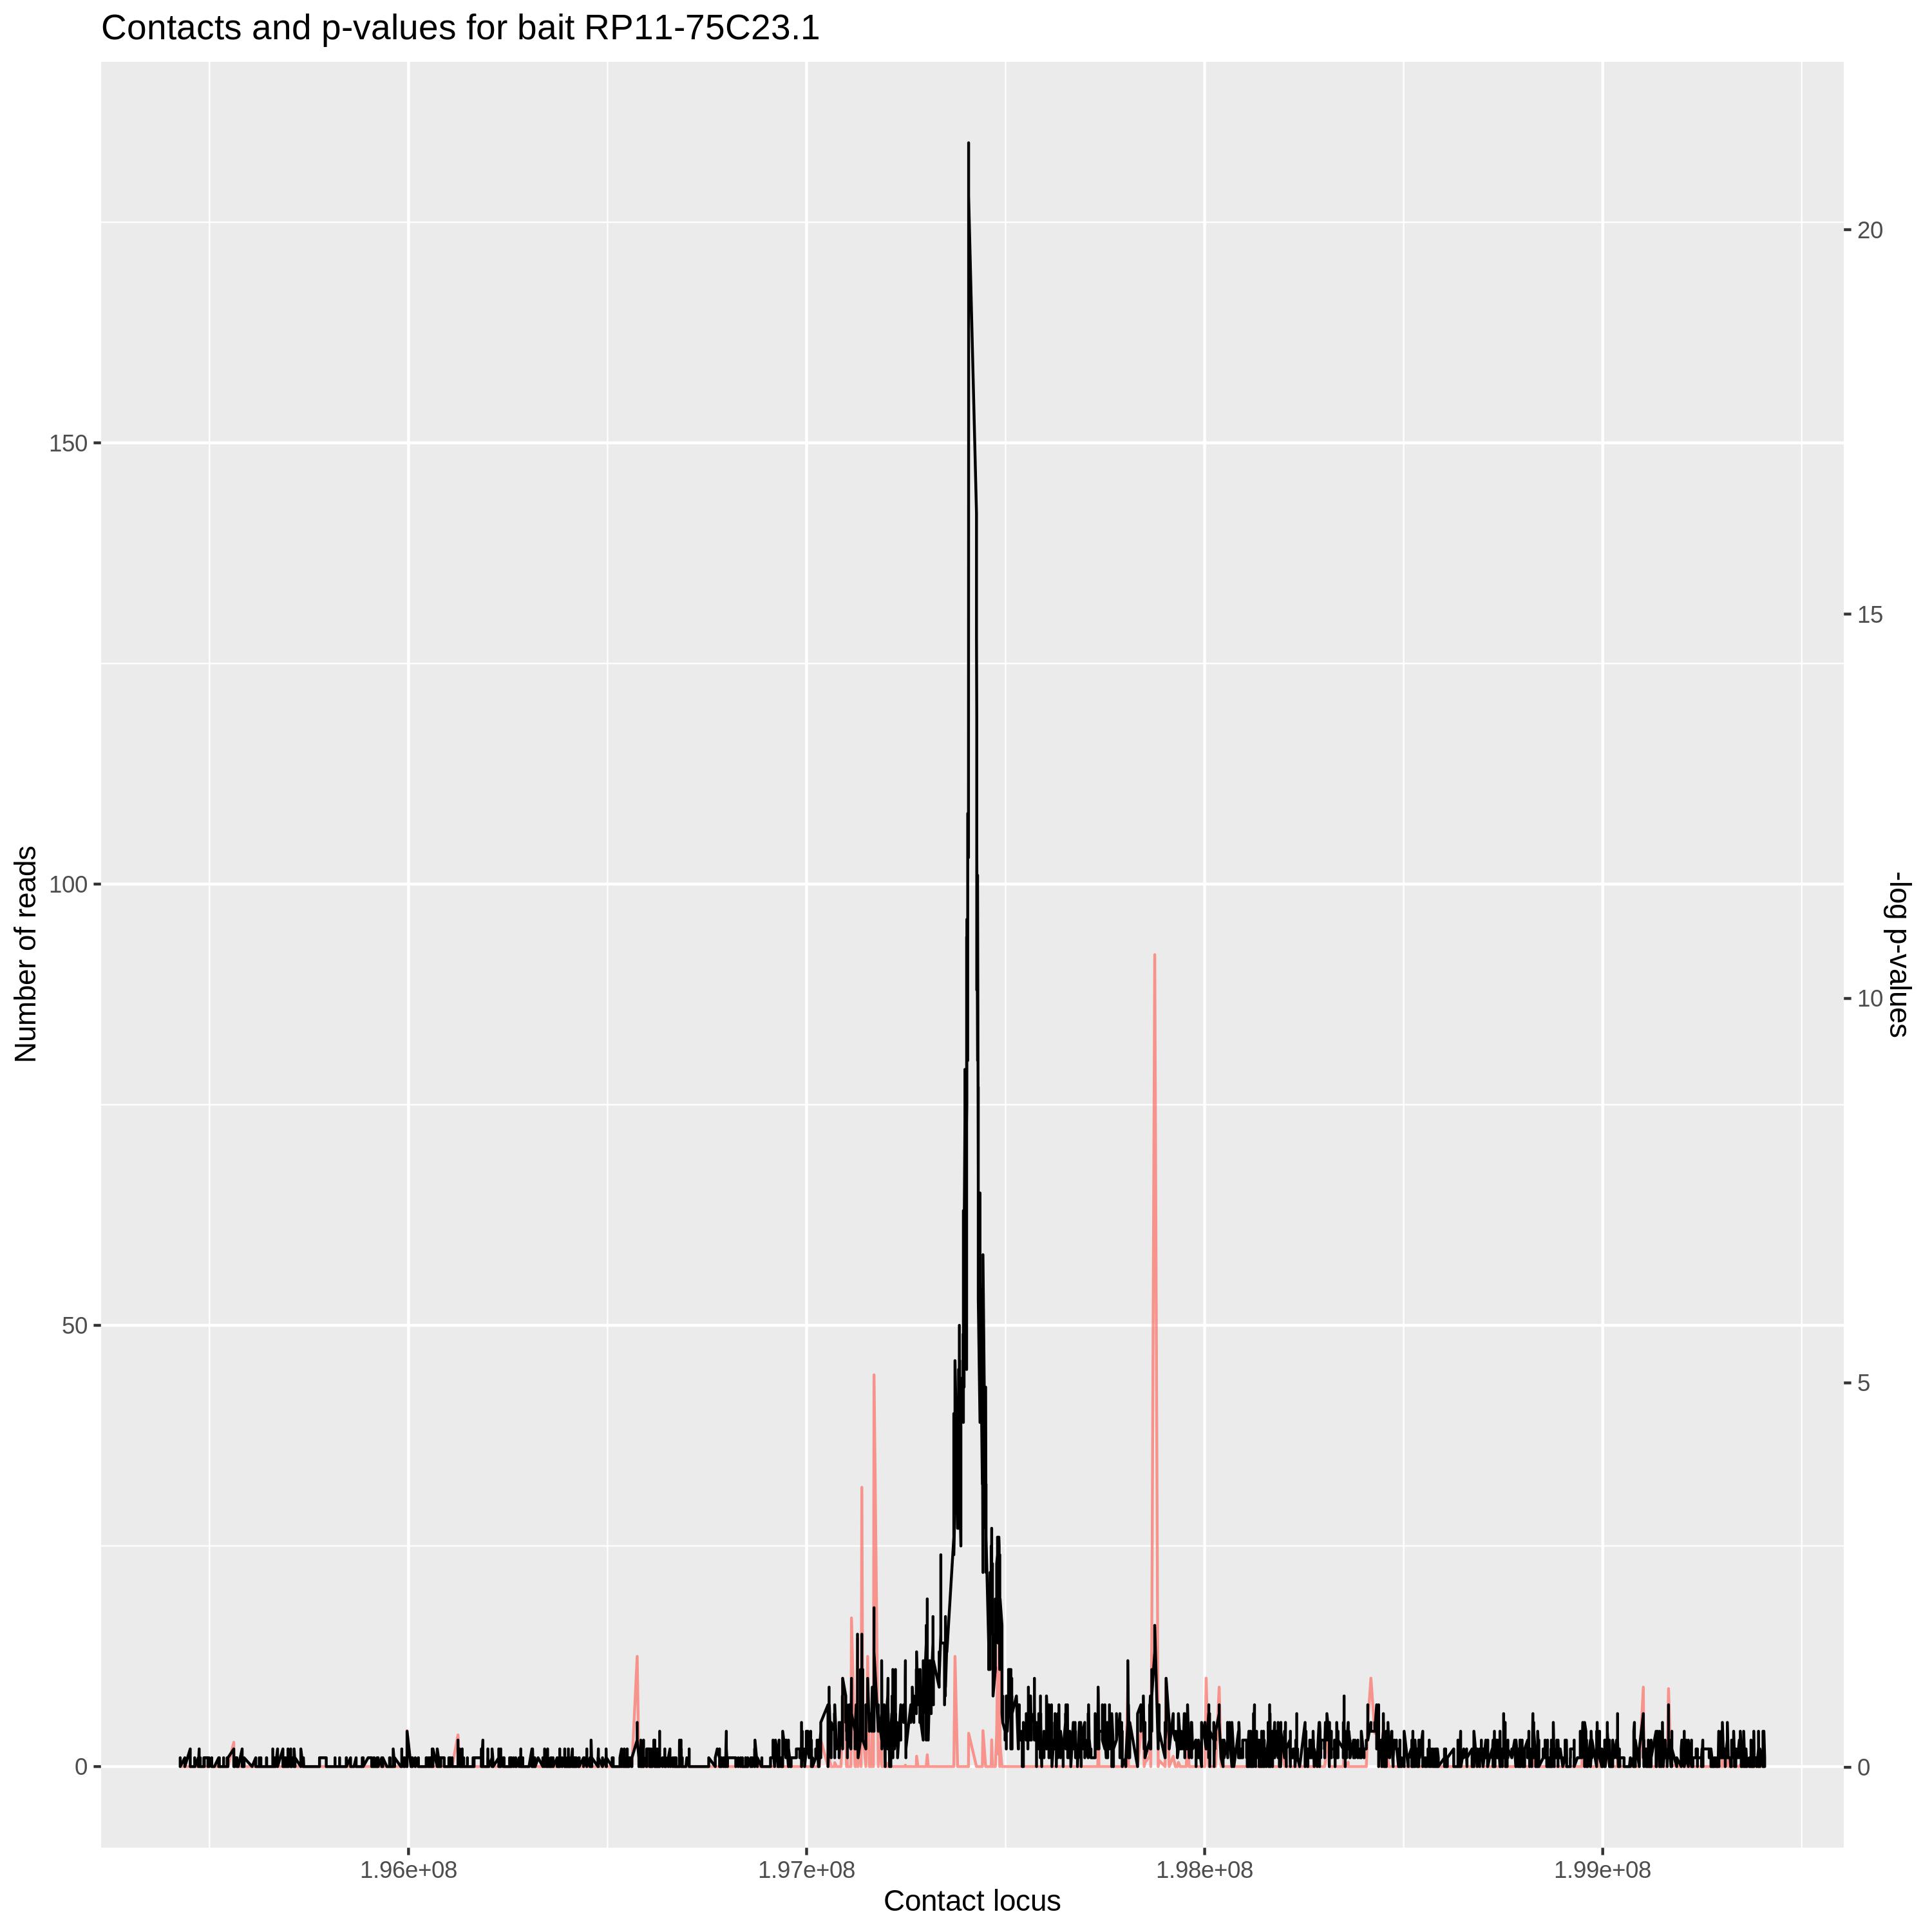 Contacts and p-values for bait RP11-75C23.1
150
100
50
0
Number of reads
20
15
10
5
0
-log p-values
1.96e+08
1.97e+08
1.98e+08
1.99e+08
Contact locus